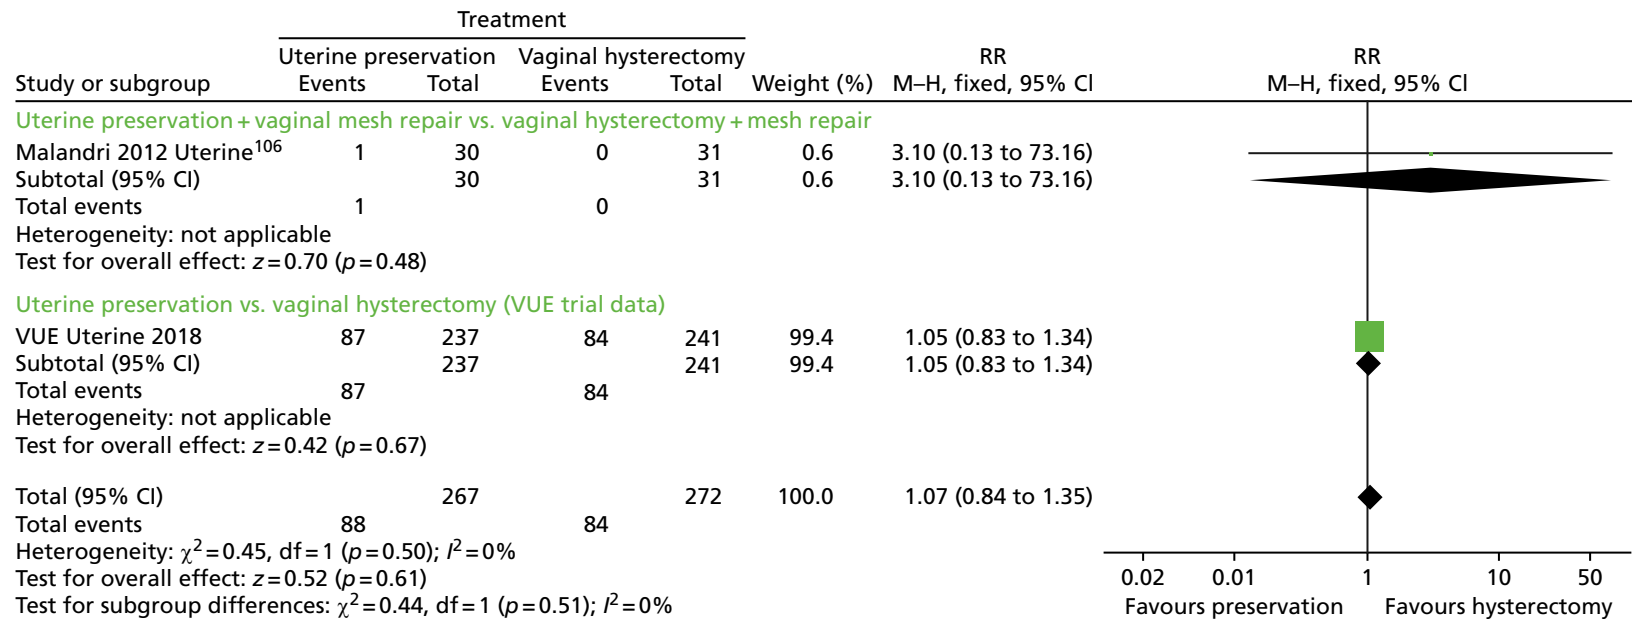 Treatment
Uterine preservation Vaginal hysterectomy RR RR
Study or subgroup Events Total Events Total Weight (%) M–H, fixed, 95% CI M–H, fixed, 95% CI
Uterine preservation + vaginal mesh repair vs. vaginal hysterectomy + mesh repair
Malandri 2012 Uterine106 1 30 0 31 0.6 3.10 (0.13 to 73.16)
Subtotal (95% CI) 30 31 0.6 3.10 (0.13 to 73.16)
Total events 1 0
Heterogeneity: not applicable
Test for overall effect: z = 0.70 (p = 0.48)
Uterine preservation vs. vaginal hysterectomy (VUE trial data)
VUE Uterine 2018 87 237 84 241 99.4 1.05 (0.83 to 1.34)
Subtotal (95% CI) 237 241 99.4 1.05 (0.83 to 1.34)
Total events 87 84
Heterogeneity: not applicable
Test for overall effect: z = 0.42 (p = 0.67)
Total (95% CI) 267 272 100.0 1.07 (0.84 to 1.35)
Total events 88 84
Heterogeneity: χ2 = 0.45, df = 1 (p = 0.50); I2 = 0%
Test for overall effect: z = 0.52 (p = 0.61)
Test for subgroup differences: χ2 = 0.44, df = 1 (p = 0.51); I2 = 0%
0.02 0.01 1 10 50
Favours preservation Favours hysterectomy